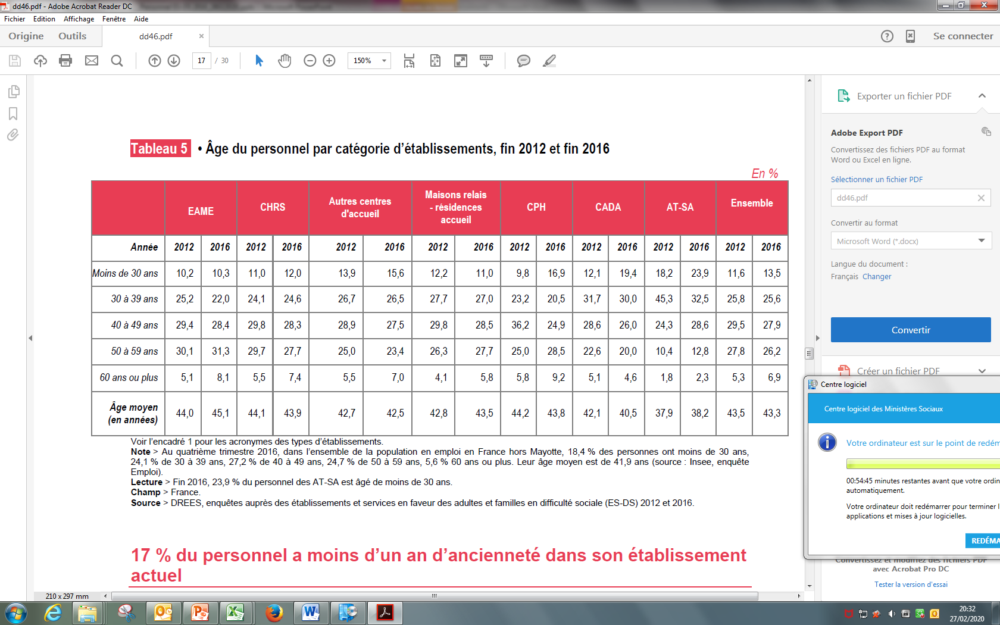 dd46.pdf - Adobe Acrobat Reader DC
Fichier Edition Affichage Fenêtre Aide
Origine Outils dd46.pdf × Se connecter
17 / 30 150%
Tableau 5 • Âge du personnel par catégorie d’établissements, fin 2012 et fin 2016
En %
EAME CHRS Autres centres d'accueil Maisons relais - résidences accueil CPH CADA AT-SA Ensemble
Année 2012 2016 2012 2016 2012 2016 2012 2016 2012 2016 2012 2016 2012 2016 2012 2016
Moins de 30 ans 10,2 10,3 11,0 12,0 13,9 15,6 12,2 11,0 9,8 16,9 12,1 19,4 18,2 23,9 11,6 13,5
30 à 39 ans 25,2 22,0 24,1 24,6 26,7 26,5 27,7 27,0 23,2 20,5 31,7 30,0 45,3 32,5 25,8 25,6
40 à 49 ans 29,4 28,4 29,8 28,3 28,9 27,5 29,8 28,5 36,2 24,9 28,6 26,0 24,3 28,6 29,5 27,9
50 à 59 ans 30,1 31,3 29,7 27,7 25,0 23,4 26,3 27,7 25,0 28,5 22,6 20,0 10,4 12,8 27,8 26,2
60 ans ou plus 5,1 8,1 5,5 7,4 5,5 7,0 4,1 5,8 5,8 9,2 5,1 4,6 1,8 2,3 5,3 6,9
Âge moyen (en années) 44,0 45,1 44,1 43,9 42,7 42,5 42,8 43,5 44,2 43,8 42,1 40,5 37,9 38,2 43,5 43,3
Voir l’encadré 1 pour les acronymes des types d’établissements.
Note > Au quatrième trimestre 2016, dans l’ensemble de la population en emploi en France hors Mayotte, 18,4 % des personnes ont moins de 30 ans,
24,1 % de 30 à 39 ans, 27,2 % de 40 à 49 ans, 24,7 % de 50 à 59 ans, 5,6 % 60 ans ou plus. Leur âge moyen est de 41,9 ans (source : Insee, enquête
Emploi).
Lecture > Fin 2016, 23,9 % du personnel des AT-SA est âgé de moins de 30 ans.
Champ > France.
Source > DREES, enquêtes auprès des établissements et services en faveur des adultes et familles en difficulté sociale (ES-DS) 2012 et 2016.
17 % du personnel a moins d’un an d’ancienneté dans son établissement
actuel
210 x 297 mm
Exporter un fichier PDF
Adobe Export PDF
Convertissez des fichiers PDF au format
Word ou Excel en ligne.
Sélectionner un fichier PDF
dd46.pdf
Convertir au format
Microsoft Word (*.docx)
Langue du document :
Français Changer
Convertir
Créer un fichier PDF
Centre logiciel
Centre logiciel des Ministères Sociaux
Votre ordinateur est sur le point de redém
00:54:45 minutes restantes avant que votre ordin
automatiquement.
Votre ordinateur doit redémarrer pour terminer l
applications et mises à jour logicielles.
REDÉMA
Convertissez et modifiez des fichiers PDF
avec Acrobat Pro DC
Tester la version d'essai
20:32
27/02/2020